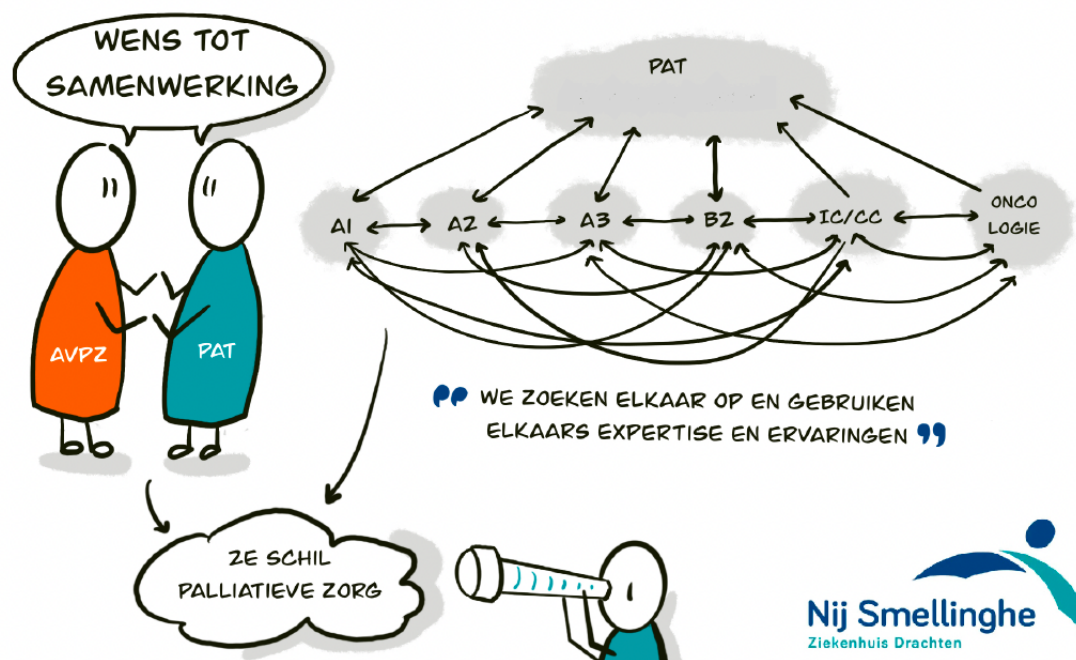 WENS TOT
SAMENWERKING
AVPZ
PAT
PAT
A1
A2
A3
B2
IC/CC
ONCO
LOGIE
WE ZOEKEN ELKAAR OP EN GEBRUIKEN
ELKAARS EXPERTISE EN ERVARINGEN
2E SCHIL
PALLIATIEVE ZORG
Nij Smellinghe
Ziekenhuis Drachten